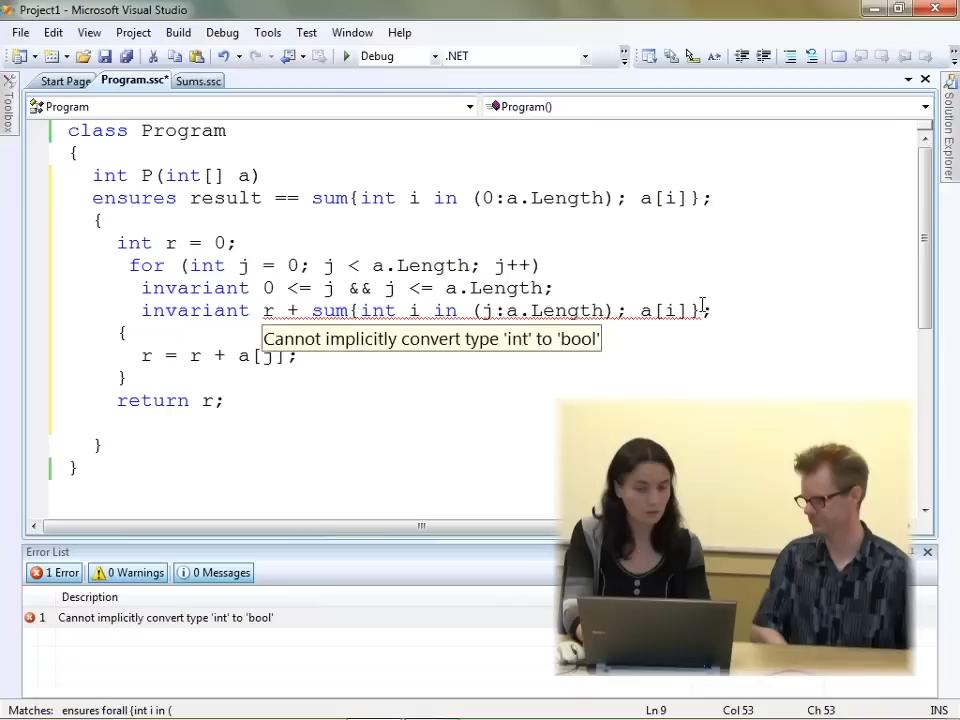 Project1 - Microsoft Visual Studio
File Edit View Project Build Debug Tools Test Window Help
Debug .NET
Start Page Program.ssc* Sums.ssc
Toolbox
Solution Explorer
Program Program()
class Program
{
int P(int[] a)
ensures result == sum{int i in (0:a.Length); a[i]};
{
int r = 0;
for (int j = 0; j < a.Length; j++)
invariant 0 <= j && j <= a.Length;
invariant r + sum{int i in (j:a.Length); a[i]};
{
Cannot implicitly convert type 'int' to 'bool'
r = r + a[j];
}
return r;
}
}
Error List
1 Error 0 Warnings 0 Messages
Description
1 Cannot implicitly convert type 'int' to 'bool'
Matches: ensures forall {int i in ( Ln 9 Col 53 Ch 53 INS